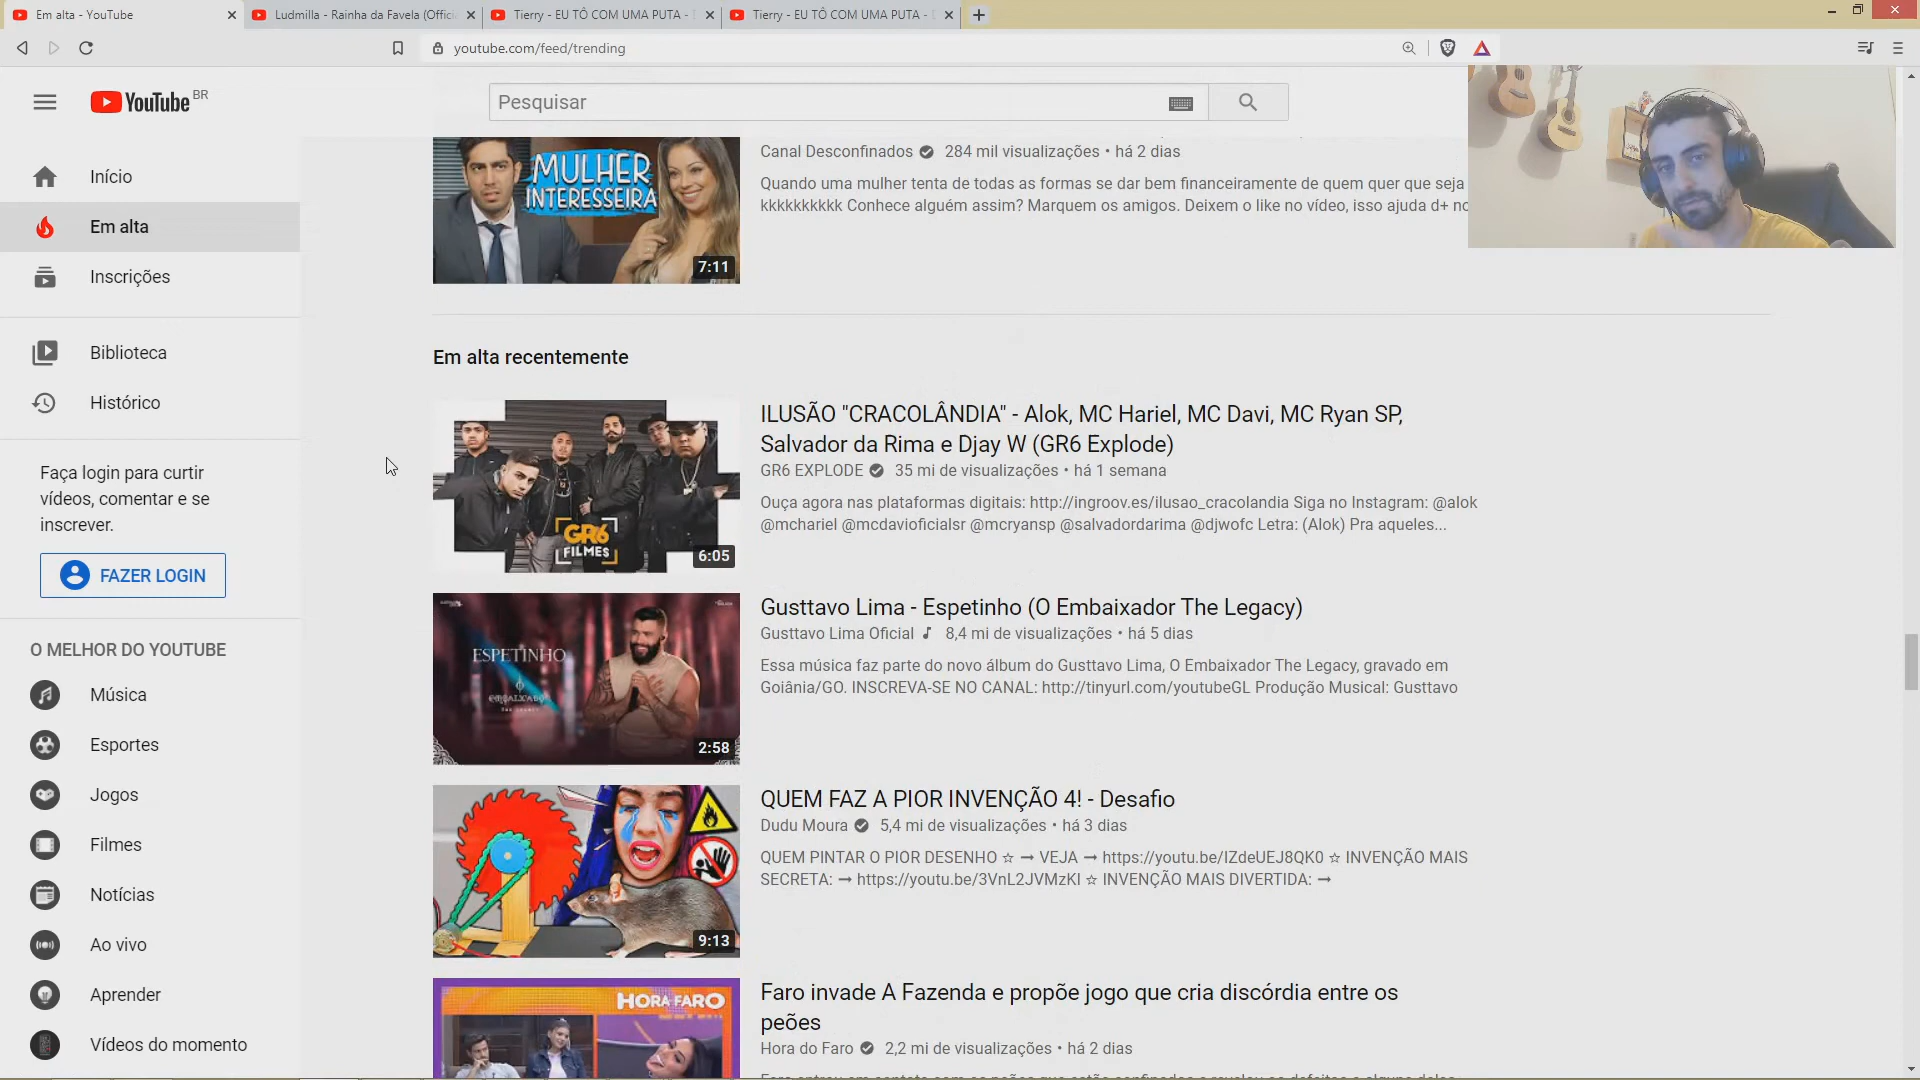 Em alta - YouTube
Ludmilla - Rainha da Favela (Offici
Tierry - EU TÔ COM UMA PUTA -
Tierry - EU TÔ COM UMA PUTA -
youtube.com/feed/trending
YouTube BR
Pesquisar
Início
Em alta
Inscrições
Biblioteca
Histórico
Faça login para curtir
vídeos, comentar e se
inscrever.
FAZER LOGIN
O MELHOR DO YOUTUBE
Música
Esportes
Jogos
Filmes
Notícias
Ao vivo
Aprender
Vídeos do momento
MULHER
INTERESSEIRA
7:11
Canal Desconfinados 284 mil visualizações • há 2 dias
Quando uma mulher tenta de todas as formas se dar bem financeiramente de quem quer que seja
kkkkkkkkkk Conhece alguém assim? Marquem os amigos. Deixem o like no vídeo, isso ajuda d+ no
Em alta recentemente
GR6
FILMES
6:05
ILUSÃO "CRACOLÂNDIA" - Alok, MC Hariel, MC Davi, MC Ryan SP,
Salvador da Rima e Djay W (GR6 Explode)
GR6 EXPLODE 35 mi de visualizações • há 1 semana
Ouça agora nas plataformas digitais: http://ingroov.es/ilusao_cracolandia Siga no Instagram: @alok
@mchariel @mcdavioficialsr @mcryansp @salvadordarima @djwofc Letra: (Alok) Pra aqueles...
ESPETINHO
2:58
Gusttavo Lima - Espetinho (O Embaixador The Legacy)
Gusttavo Lima Oficial 8,4 mi de visualizações • há 5 dias
Essa música faz parte do novo álbum do Gusttavo Lima, O Embaixador The Legacy, gravado em
Goiânia/GO. INSCREVA-SE NO CANAL: http://tinyurl.com/youtubeGL Produção Musical: Gusttavo
9:13
QUEM FAZ A PIOR INVENÇÃO 4! - Desafio
Dudu Moura 5,4 mi de visualizações • há 3 dias
QUEM PINTAR O PIOR DESENHO ☆ ➞ VEJA ➞ https://youtu.be/IZdeUEJ8QK0 ☆ INVENÇÃO MAIS
SECRETA: ➞ https://youtu.be/3VnL2JVMzKI ☆ INVENÇÃO MAIS DIVERTIDA: ➞
HORA FARO
Faro invade A Fazenda e propõe jogo que cria discórdia entre os
peões
Hora do Faro 2,2 mi de visualizações • há 2 dias